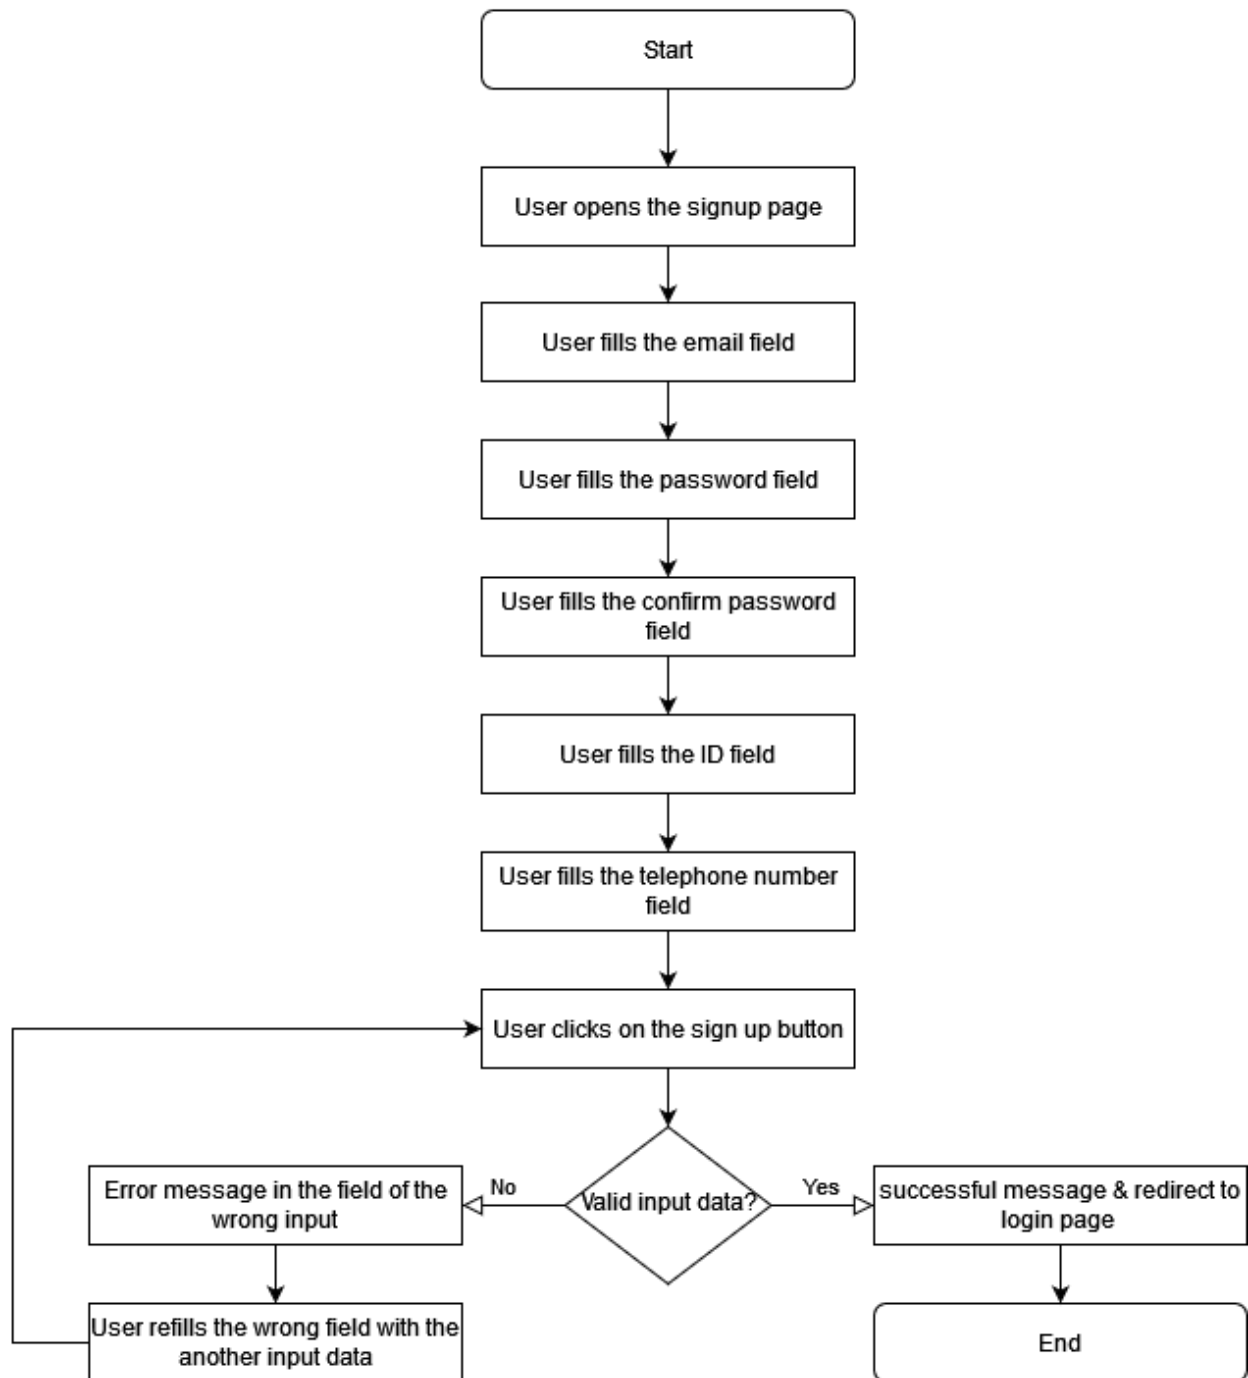 Start
User opens the signup page
User fills the email field
User fills the password field
User fills the confirm password
field
User fills the ID field
User fills the telephone number
field
User clicks on the sign up button
Valid input data?
No
Yes
Error message in the field of the
wrong input
successful message & redirect to
login page
User refills the wrong field with the
another input data
End